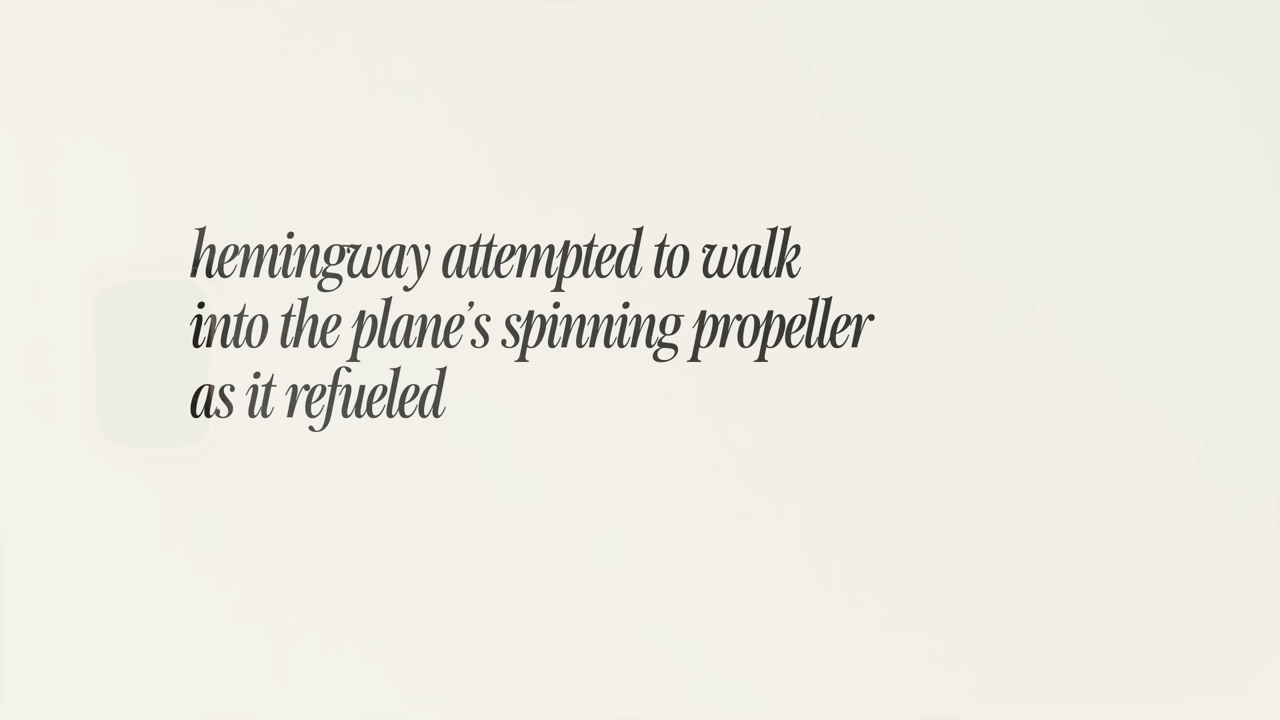 hemingway attempted to walk
into the plane’s spinning propeller
as it refueled